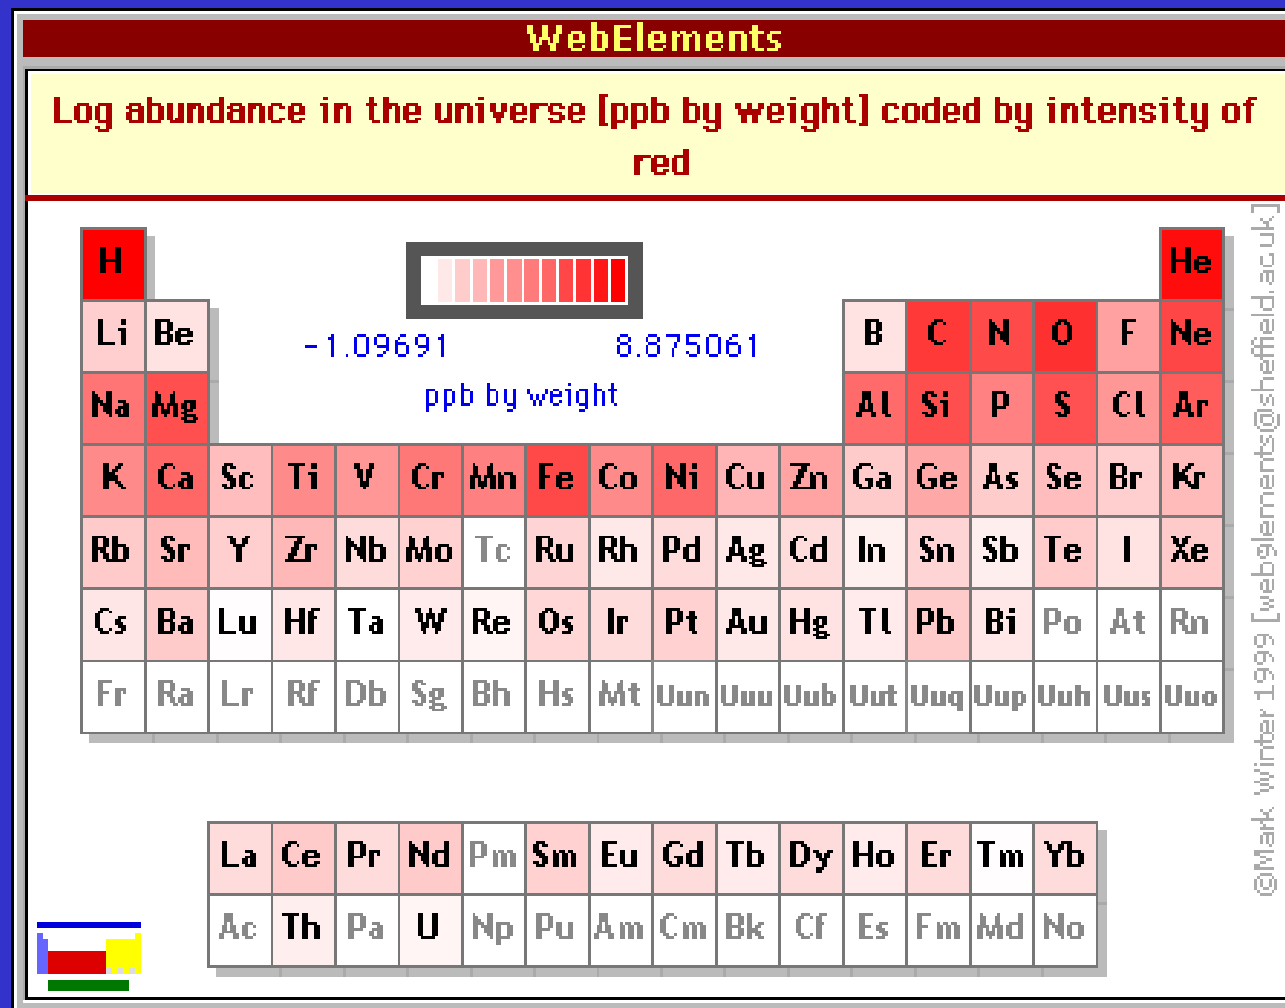 WebElements
Log abundance in the universe [ppb by weight] coded by intensity of
red
H He
Li Be B C N O F Ne
-1.09691 8.875061
ppb by weight
Na Mg Al Si P S Cl Ar
K Ca Sc Ti V Cr Mn Fe Co Ni Cu Zn Ga Ge As Se Br Kr
Rb Sr Y Zr Nb Mo Tc Ru Rh Pd Ag Cd In Sn Sb Te I Xe
Cs Ba Lu Hf Ta W Re Os Ir Pt Au Hg Tl Pb Bi Po At Rn
Fr Ra Lr Rf Db Sg Bh Hs Mt Uun Uuu Uub Uut Uuq Uup Uuh Uus Uuo
La Ce Pr Nd Pm Sm Eu Gd Tb Dy Ho Er Tm Yb
Ac Th Pa U Np Pu Am Cm Bk Cf Es Fm Md No
©Mark Winter 1999 [webelements@sheffield.ac.uk]